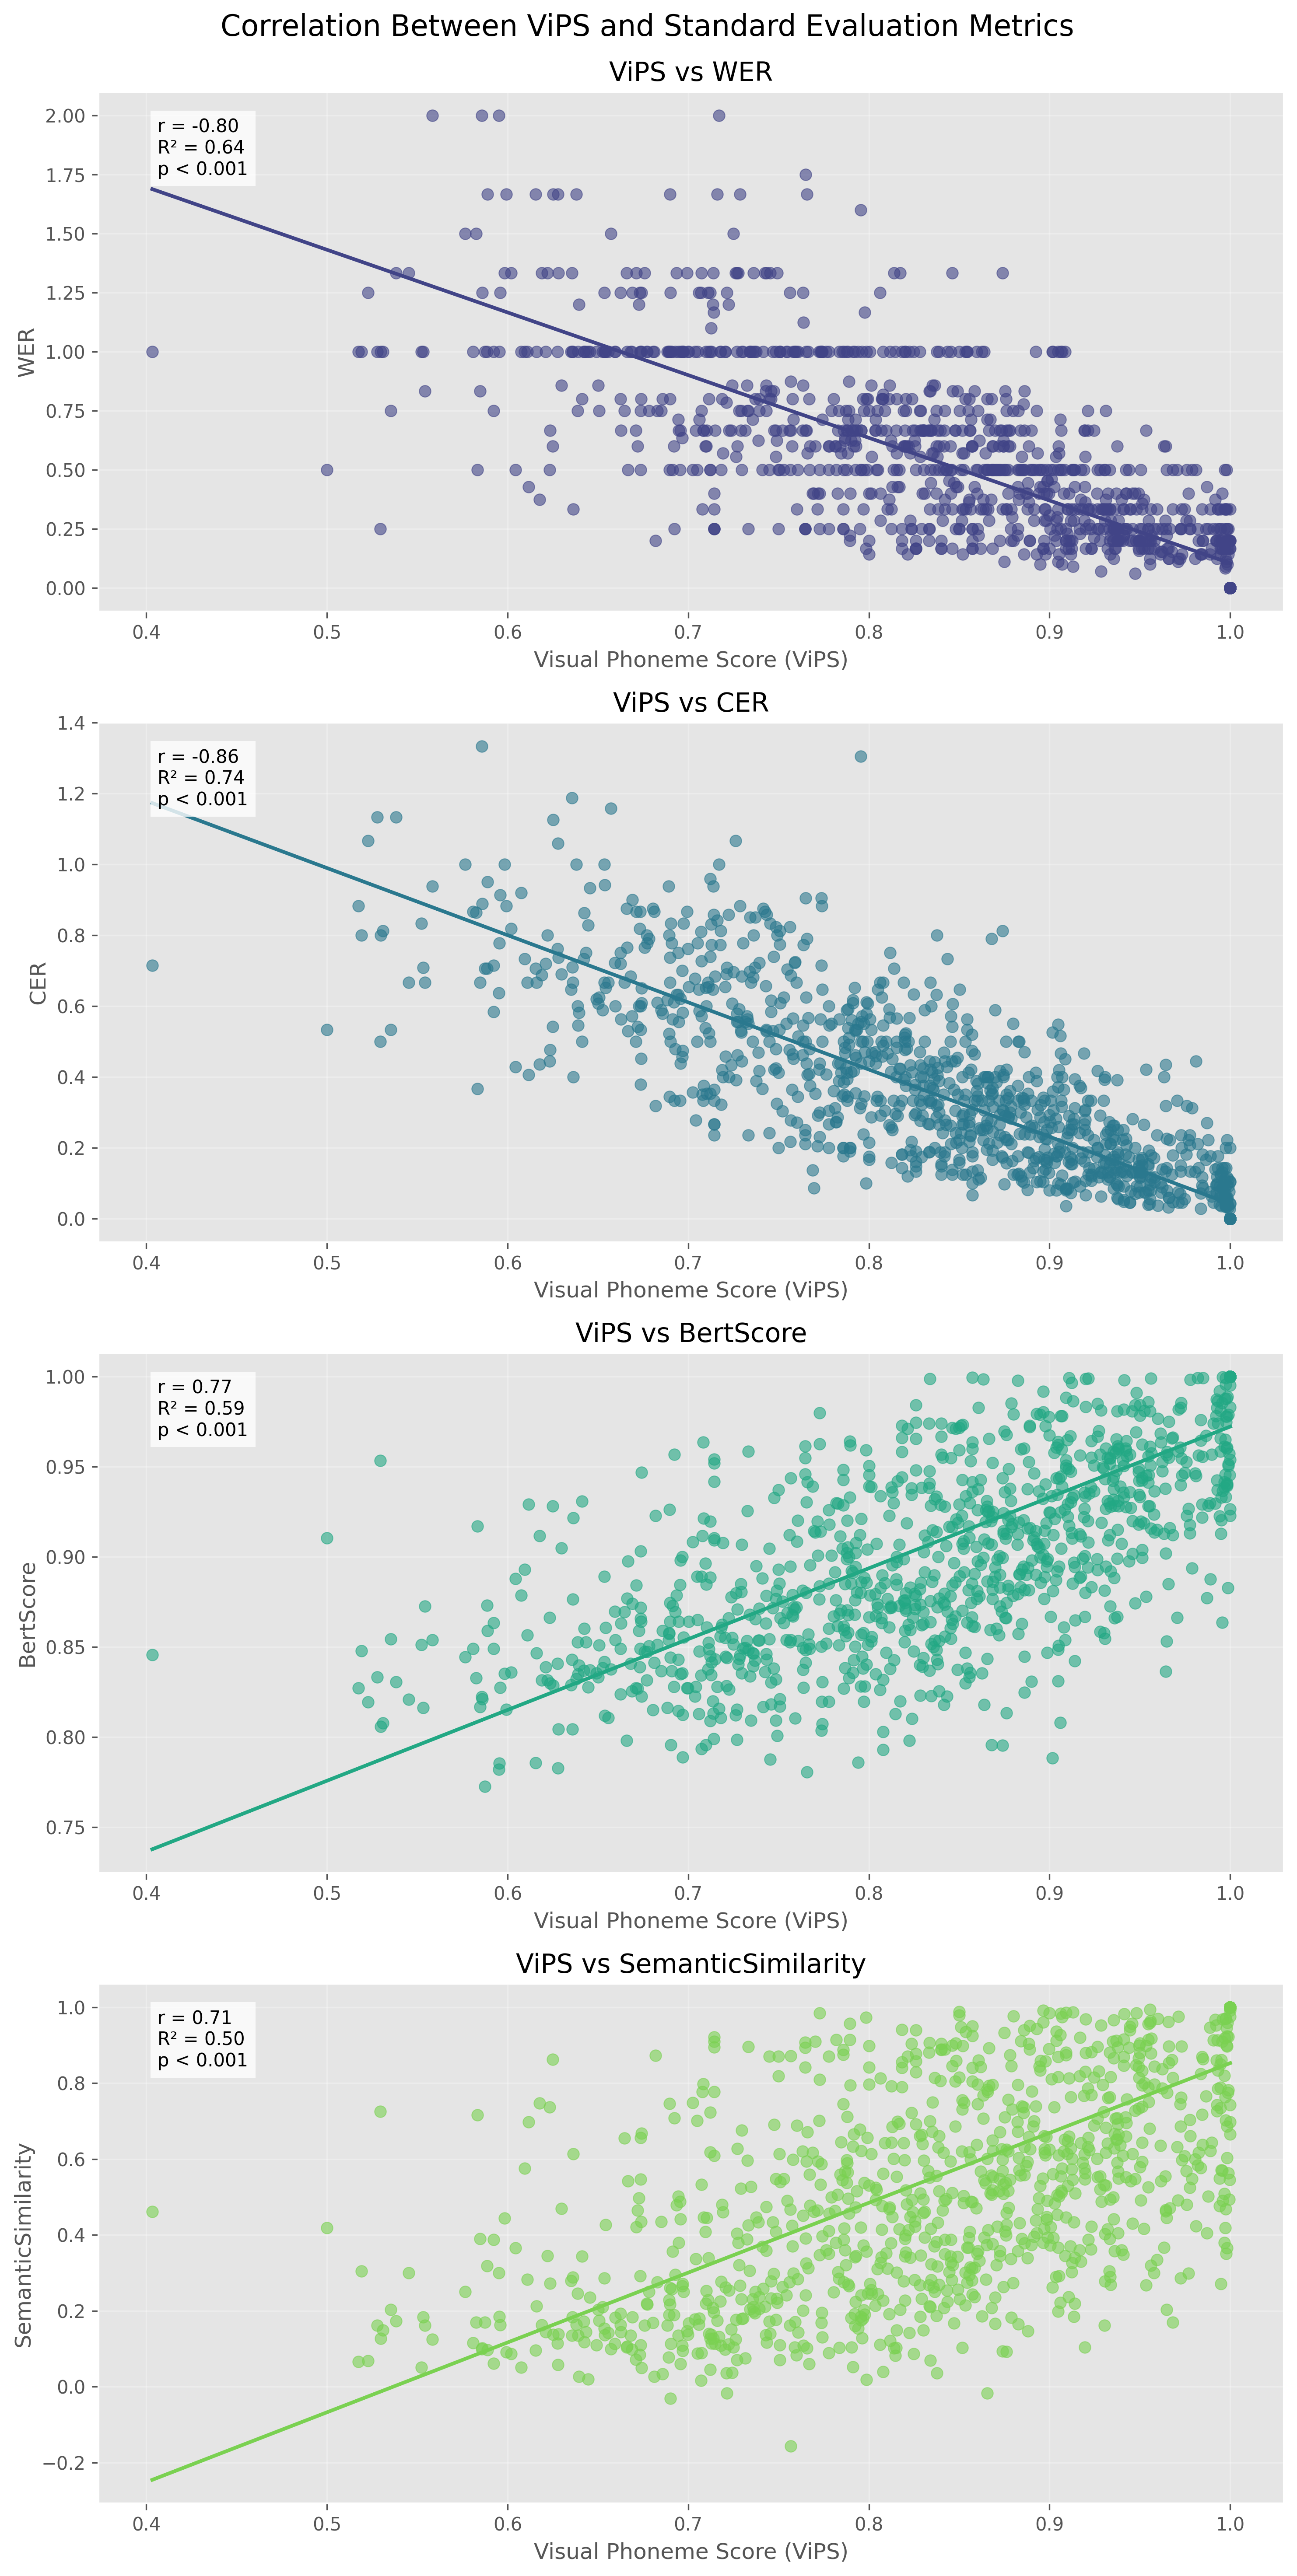 Correlation Between ViPS and Standard Evaluation Metrics
ViPS vs WER
r = -0.80
R² = 0.64
p < 0.001
2.00
1.75
1.50
1.25
1.00
0.75
0.50
0.25
0.00
WER
0.4 0.5 0.6 0.7 0.8 0.9 1.0
Visual Phoneme Score (ViPS)
ViPS vs CER
r = -0.86
R² = 0.74
p < 0.001
1.4
1.2
1.0
0.8
0.6
0.4
0.2
0.0
CER
0.4 0.5 0.6 0.7 0.8 0.9 1.0
Visual Phoneme Score (ViPS)
ViPS vs BertScore
r = 0.77
R² = 0.59
p < 0.001
1.00
0.95
0.90
0.85
0.80
0.75
BertScore
0.4 0.5 0.6 0.7 0.8 0.9 1.0
Visual Phoneme Score (ViPS)
ViPS vs SemanticSimilarity
r = 0.71
R² = 0.50
p < 0.001
1.0
0.8
0.6
0.4
0.2
0.0
−0.2
SemanticSimilarity
0.4 0.5 0.6 0.7 0.8 0.9 1.0
Visual Phoneme Score (ViPS)